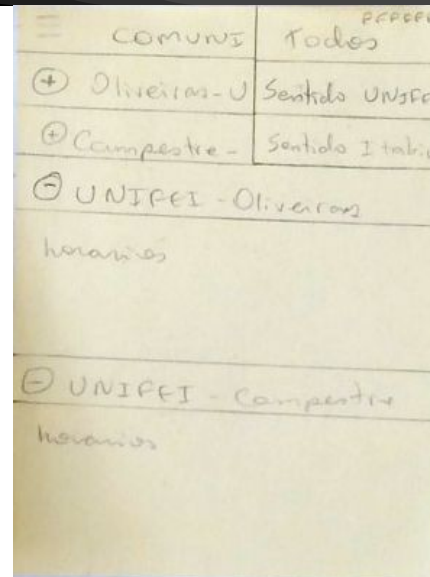 COMUNI Todos
⊕ Oliveiras-U Sentido UNIFE
⊕ Campestre - Sentido Itabi
⊖ UNIFEI - Oliveiras
horarios
⊖ UNIFEI - Campestre
horarios